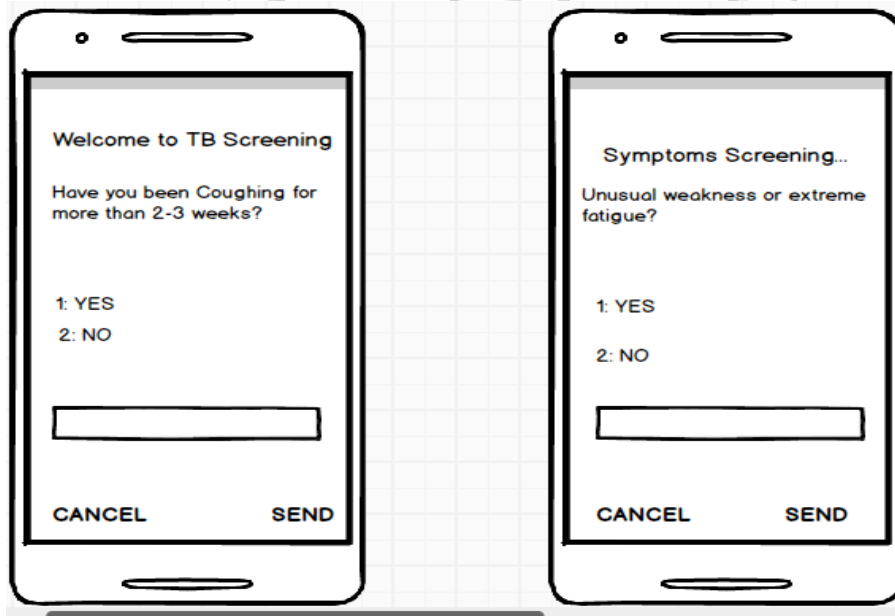 Welcome to TB Screening
Have you been Coughing for
more than 2-3 weeks?
1: YES
2: NO
CANCEL SEND
Symptoms Screening...
Unusual weakness or extreme
fatigue?
1: YES
2: NO
CANCEL SEND